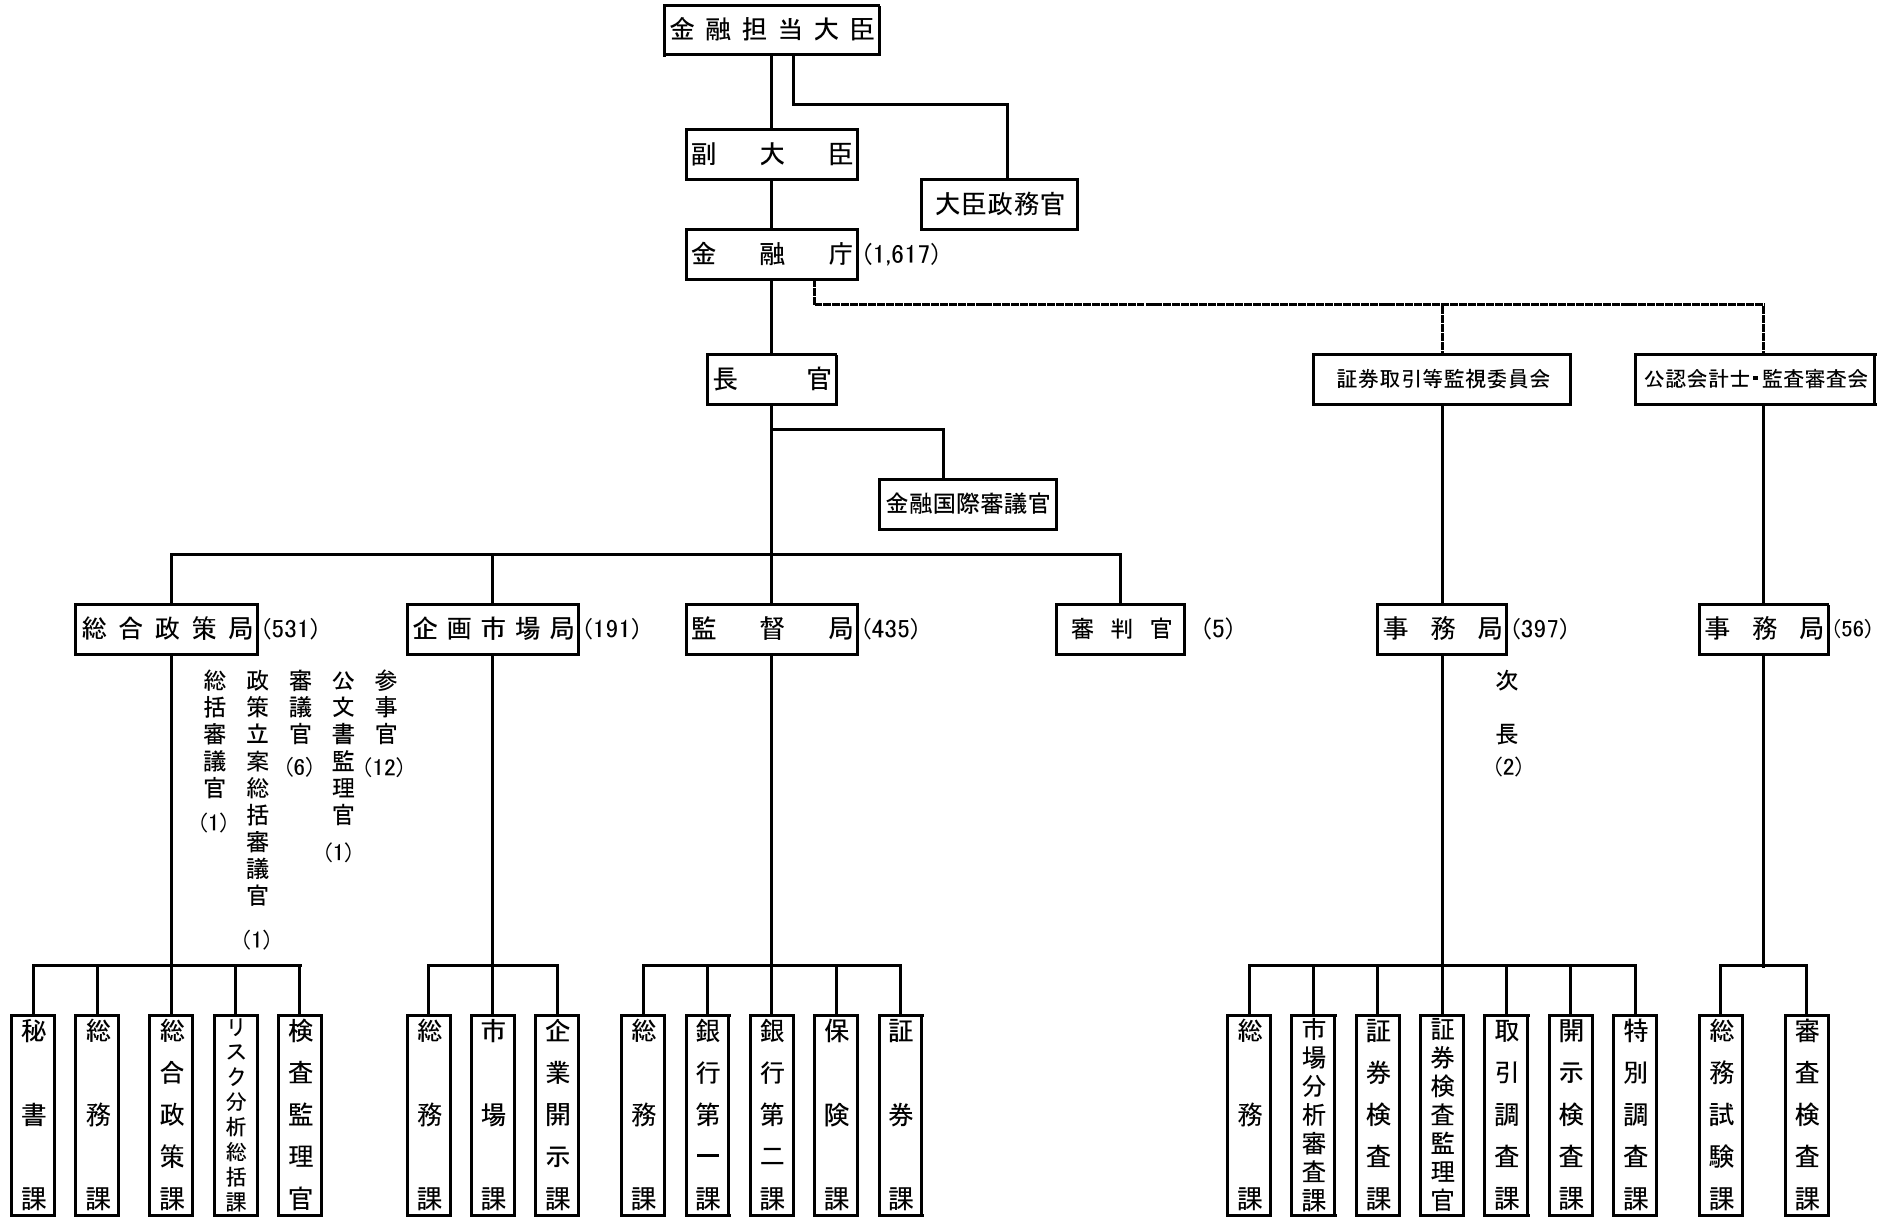 金融担当大臣
副大臣
大臣政務官
金融庁(1,617)
長官
証券取引等監視委員会
公認会計士・監査審査会
金融国際審議官
総合政策局(531)
企画市場局(191)
監督局(435)
審判官(5)
事務局(397)
事務局(56)
総括審議官(1)
政策立案総括審議官(1)
審議官(6)
公文書監理官(1)
参事官(12)
次長(2)
秘書課
総務課
総合政策課
リスク分析総括課
検査監理官
総務課
市場課
企業開示課
総務課
銀行第一課
銀行第二課
保険課
証券課
総務課
市場分析審査課
証券検査課
証券検査監理官
取引調査課
開示検査課
特別調査課
総務試験課
審査検査課